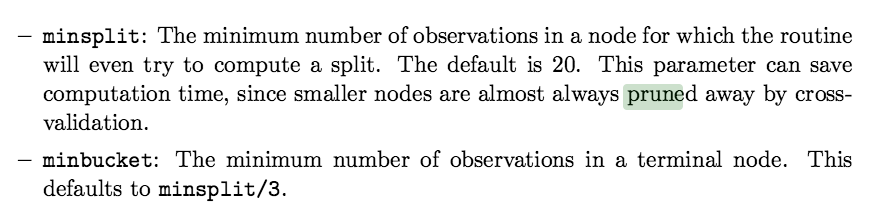 – minsplit: The minimum number of observations in a node for which the routine
will even try to compute a split. The default is 20. This parameter can save
computation time, since smaller nodes are almost always pruned away by cross-
validation.
– minbucket: The minimum number of observations in a terminal node. This
defaults to minsplit/3.